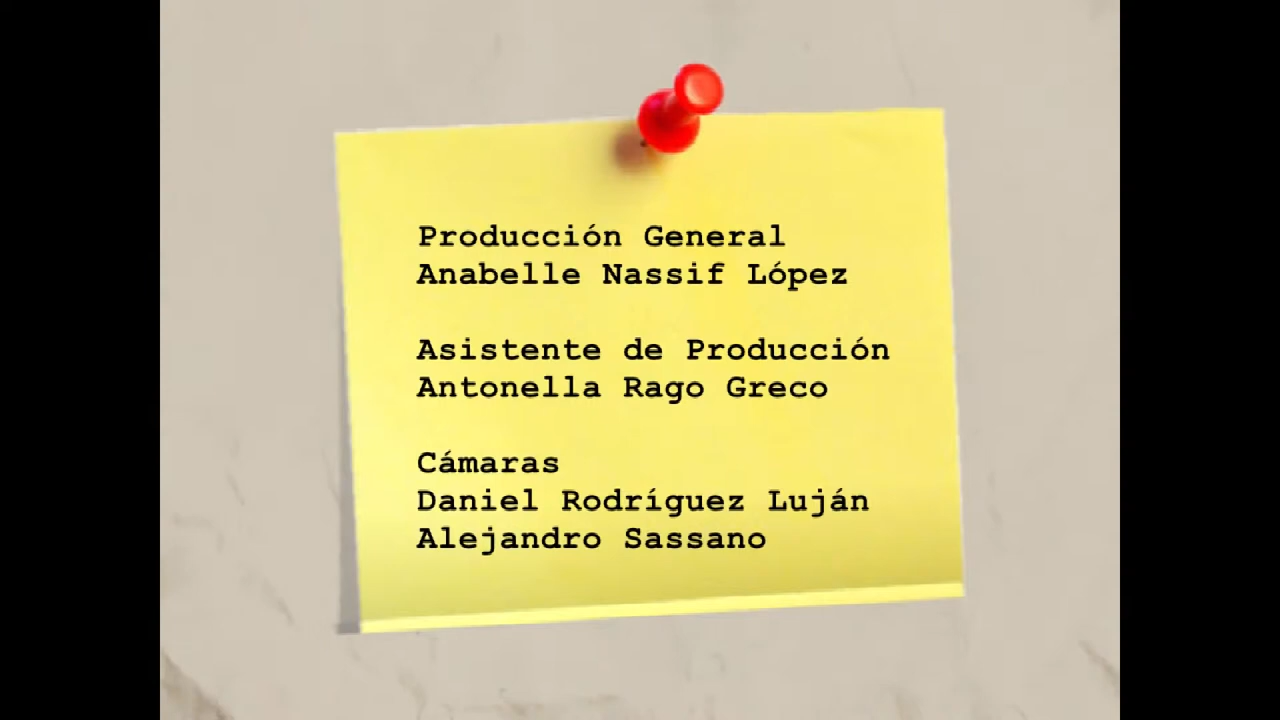 Producción General
Anabelle Nassif López
Asistente de Producción
Antonella Rago Greco
Cámaras
Daniel Rodríguez Luján
Alejandro Sassano